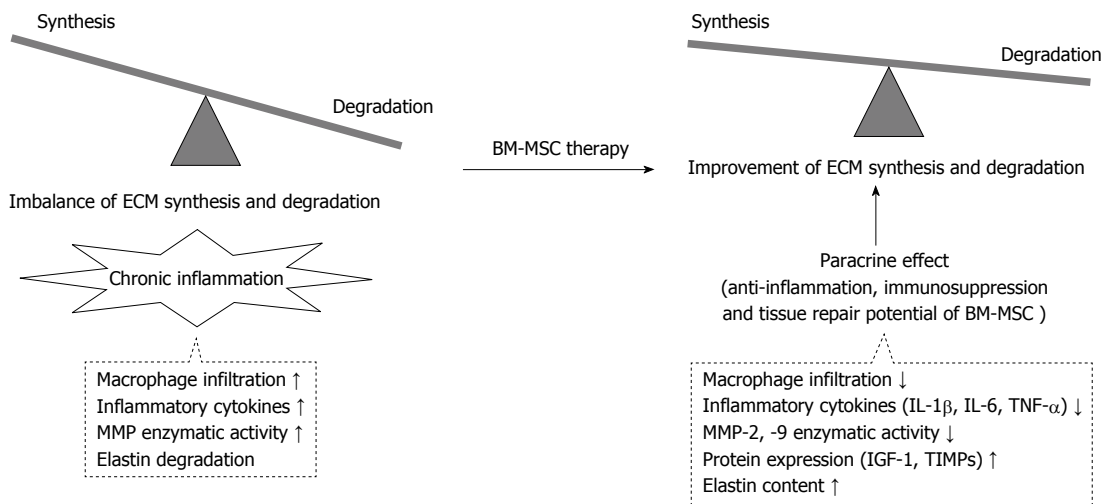 Synthesis
Degradation
Imbalance of ECM synthesis and degradation
Chronic inflammation
Macrophage infiltration ↑
Inflammatory cytokines ↑
MMP enzymatic activity ↑
Elastin degradation
BM-MSC therapy
Synthesis
Degradation
Improvement of ECM synthesis and degradation
Paracrine effect
(anti-inflammation, immunosuppression
and tissue repair potential of BM-MSC )
Macrophage infiltration ↓
Inflammatory cytokines (IL-1β, IL-6, TNF-α) ↓
MMP-2, -9 enzymatic activity ↓
Protein expression (IGF-1, TIMPs) ↑
Elastin content ↑